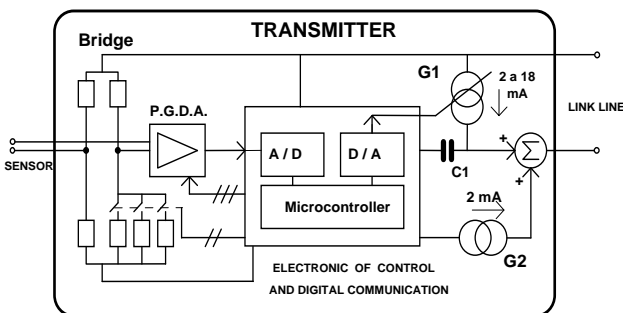 TRANSMITTER
Bridge
G1
2 a 18
mA
P.G.D.A.
LINK LINE
SENSOR
A / D
D / A
+
Σ
C1
+
Microcontroller
2 mA
G2
ELECTRONIC OF CONTROL
AND DIGITAL COMMUNICATION